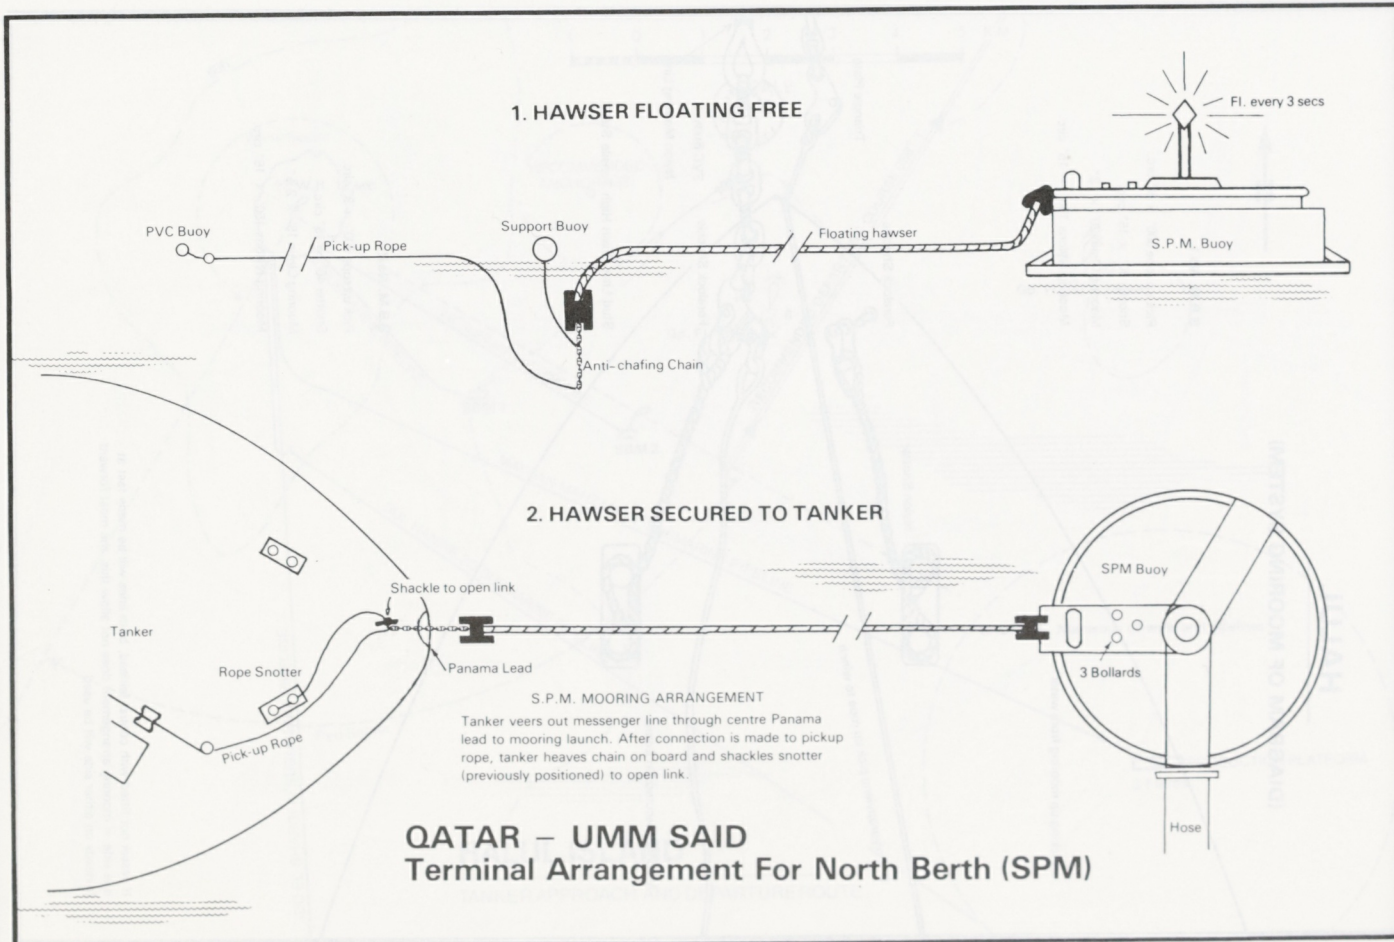 1. HAWSER FLOATING FREE
Fl. every 3 secs
PVC Buoy
Pick-up Rope
Support Buoy
Floating hawser
S.P.M. Buoy
Anti-chafing Chain
2. HAWSER SECURED TO TANKER
Shackle to open link
SPM Buoy
Tanker
Rope Snotter
Panama Lead
3 Bollards
Pick-up Rope
S.P.M. MOORING ARRANGEMENT
Tanker veers out messenger line through centre Panama
lead to mooring launch. After connection is made to pickup
rope, tanker heaves chain on board and shackles snotter
(previously positioned) to open link.
Hose
QATAR – UMM SAID
Terminal Arrangement For North Berth (SPM)